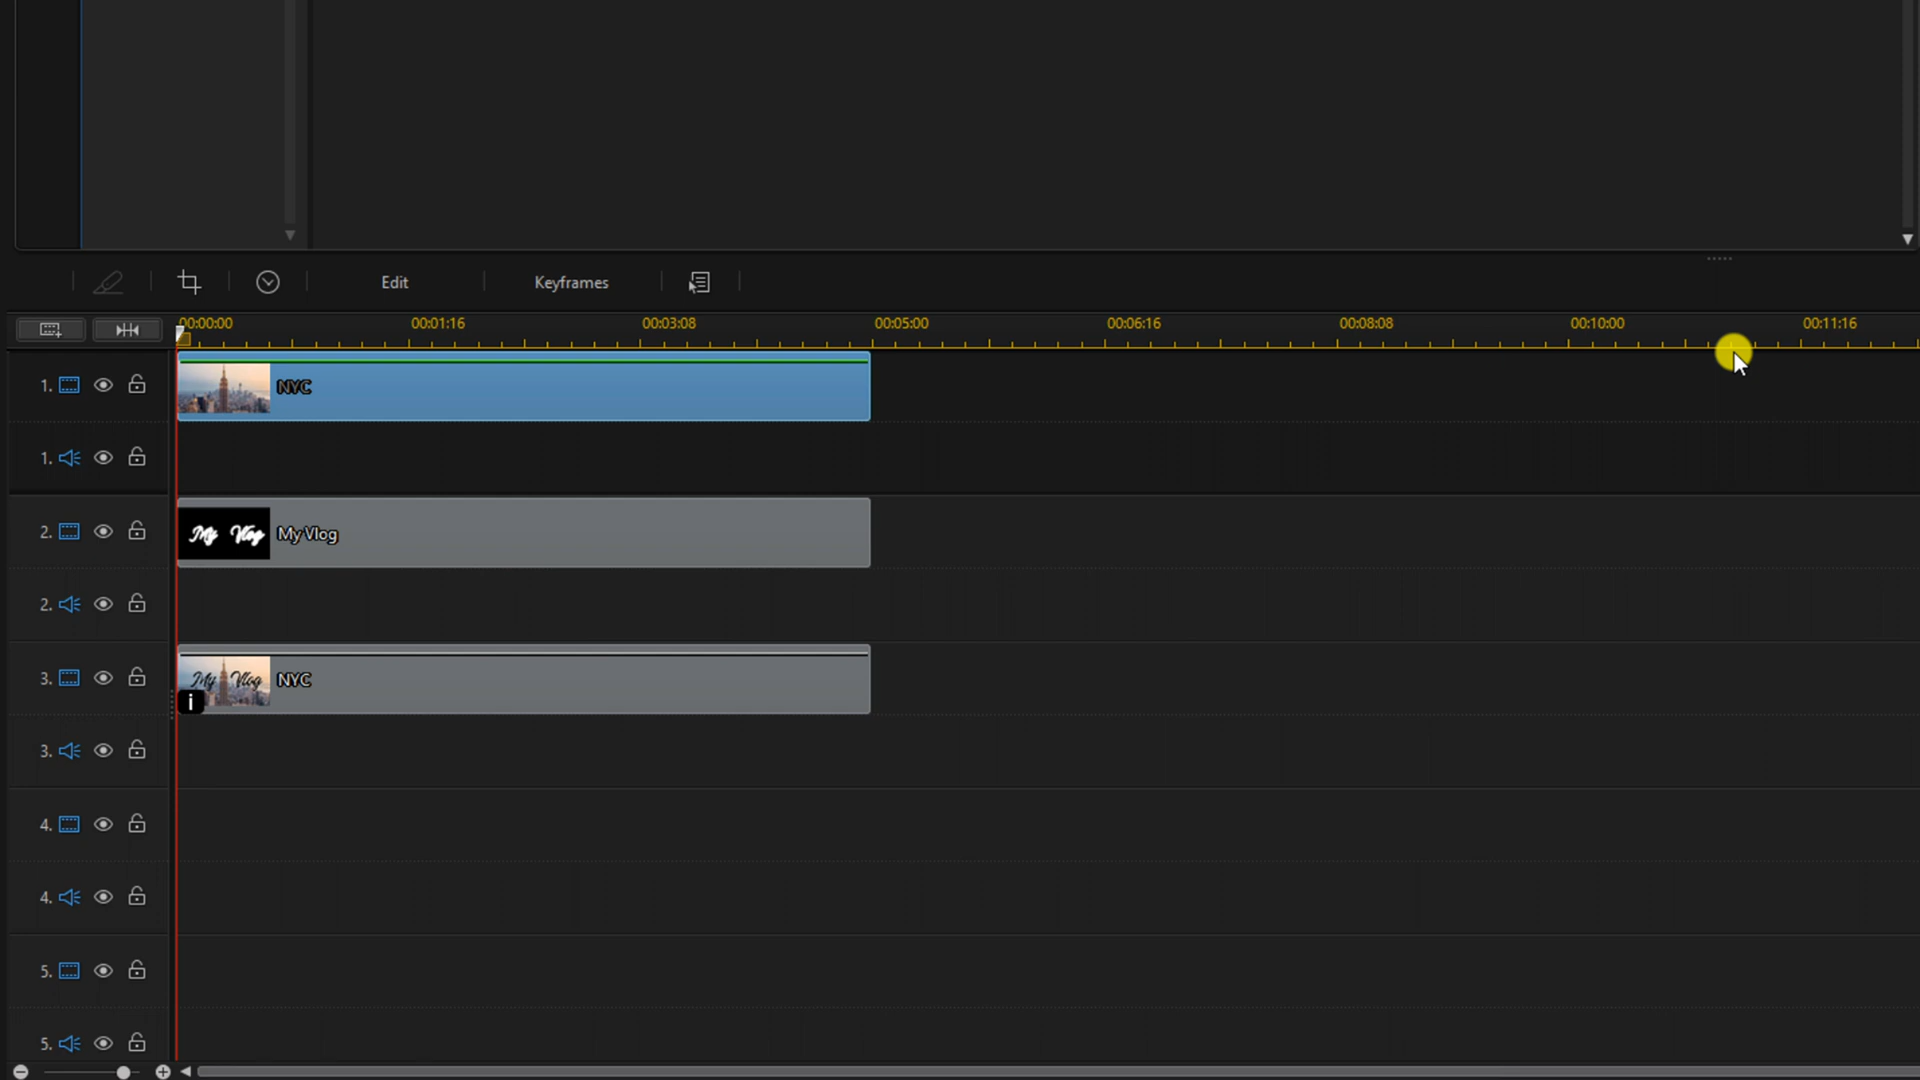 Edit Keyframes
00:00:00 00:01:16 00:03:08 00:05:00 00:06:16 00:08:08 00:10:00 00:11:16
1. NYC
1.
2. My Vlog My Vlog
2.
3. My Vlog NYC
i
3.
4.
4.
5.
5.